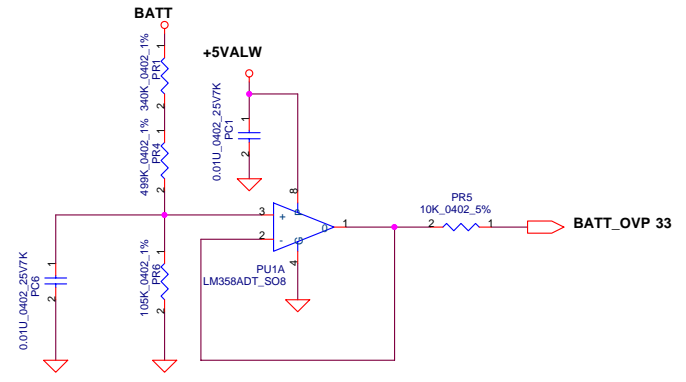 BATT
1
340K_0402_1%
PR1
2
1
499K_0402_1%
PR4
2
+5VALW
1
0.01U_0402_25V7K
PC1
2
8
P
3
+
2
-
O
1
G
4
PU1A
LM358ADT_SO8
PR5
10K_0402_5%
2
1
BATT_OVP 33
1
0.01U_0402_25V7K
PC6
2
1
105K_0402_1%
PR6
2